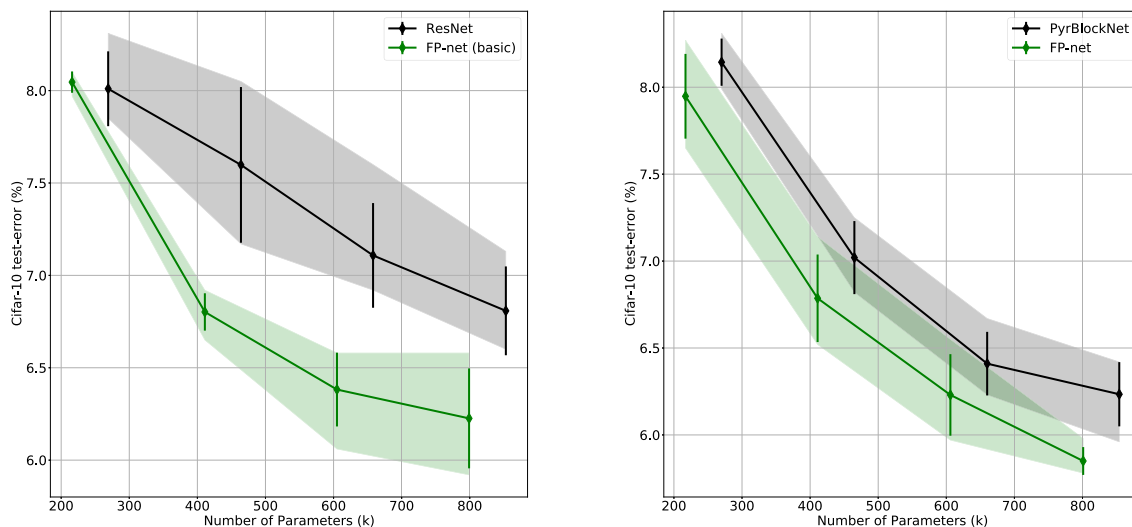 ResNet
FP-net (basic)
8.0
7.5
7.0
6.5
6.0
Cifar-10 test-error (%)
200 300 400 500 600 700 800
Number of Parameters (k)
PyrBlockNet
FP-net
8.0
7.5
7.0
6.5
6.0
Cifar-10 test-error (%)
200 300 400 500 600 700 800
Number of Parameters (k)